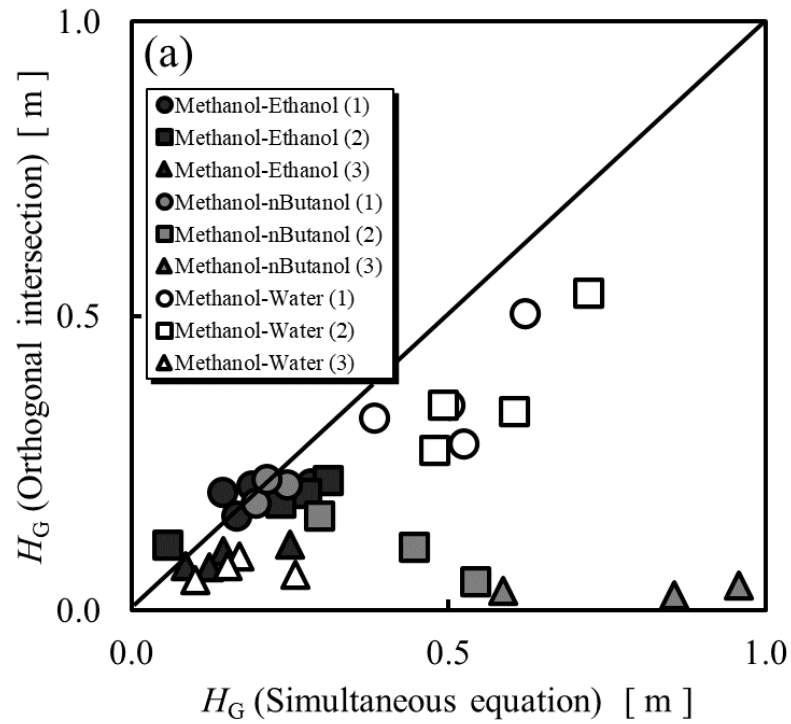 1.0
(a)
Methanol-Ethanol (1)
Methanol-Ethanol (2)
Methanol-Ethanol (3)
Methanol-nButanol (1)
Methanol-nButanol (2)
Methanol-nButanol (3)
Methanol-Water (1)
Methanol-Water (2)
Methanol-Water (3)
H_G (Orthogonal intersection) [ m ]
0.5
0.0
0.0 0.5 1.0
H_G (Simultaneous equation) [ m ]